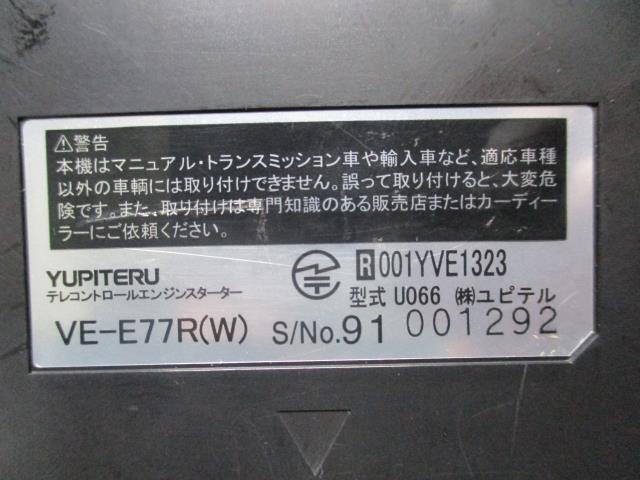 ⚠警告
本機はマニュアル・トランスミッション車や輸入車など、適応車種
以外の車輌には取り付けできません。誤って取り付けると、大変危
険です。また、取り付けは専門知識のある販売店またはカーディー
ラーにご依頼ください。
YUPITERU
テレコントロールエンジンスターター
R 001YVE1323
型式 U066 ㈱ユピテル
VE-E77R(W) S/No.91 001292